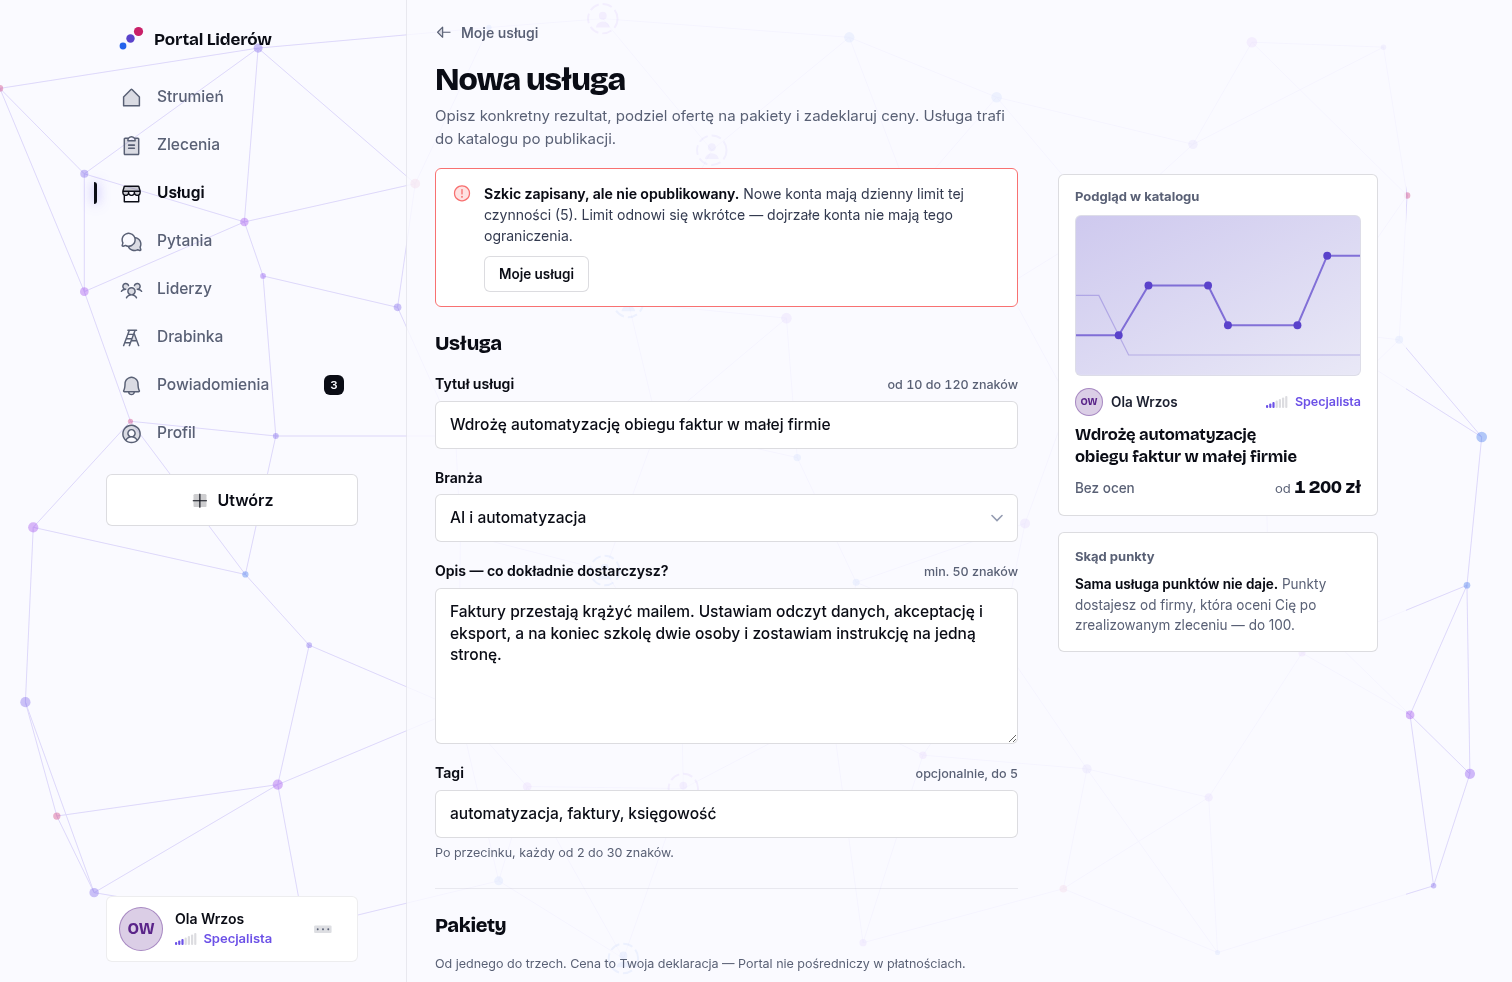 Portal Liderów
Strumień
Zlecenia
Usługi
Pytania
Liderzy
Drabinka
Powiadomienia 3
Profil
Utwórz
OW
Ola Wrzos
Specjalista
Moje usługi
Nowa usługa
Opisz konkretny rezultat, podziel ofertę na pakiety i zadeklaruj ceny. Usługa trafi
do katalogu po publikacji.
Szkic zapisany, ale nie opublikowany. Nowe konta mają dzienny limit tej
czynności (5). Limit odnowi się wkrótce — dojrzałe konta nie mają tego
ograniczenia.
Moje usługi
Usługa
Tytuł usługi od 10 do 120 znaków
Wdrożę automatyzację obiegu faktur w małej firmie
Branża
AI i automatyzacja
Opis — co dokładnie dostarczysz? min. 50 znaków
Faktury przestają krążyć mailem. Ustawiam odczyt danych, akceptację i
eksport, a na koniec szkolę dwie osoby i zostawiam instrukcję na jedną
stronę.
Tagi opcjonalnie, do 5
automatyzacja, faktury, księgowość
Po przecinku, każdy od 2 do 30 znaków.
Pakiety
Od jednego do trzech. Cena to Twoja deklaracja — Portal nie pośredniczy w płatnościach.
Podgląd w katalogu
OW Ola Wrzos Specjalista
Wdrożę automatyzację
obiegu faktur w małej firmie
Bez ocen od 1 200 zł
Skąd punkty
Sama usługa punktów nie daje. Punkty
dostajesz od firmy, która oceni Cię po
zrealizowanym zleceniu — do 100.